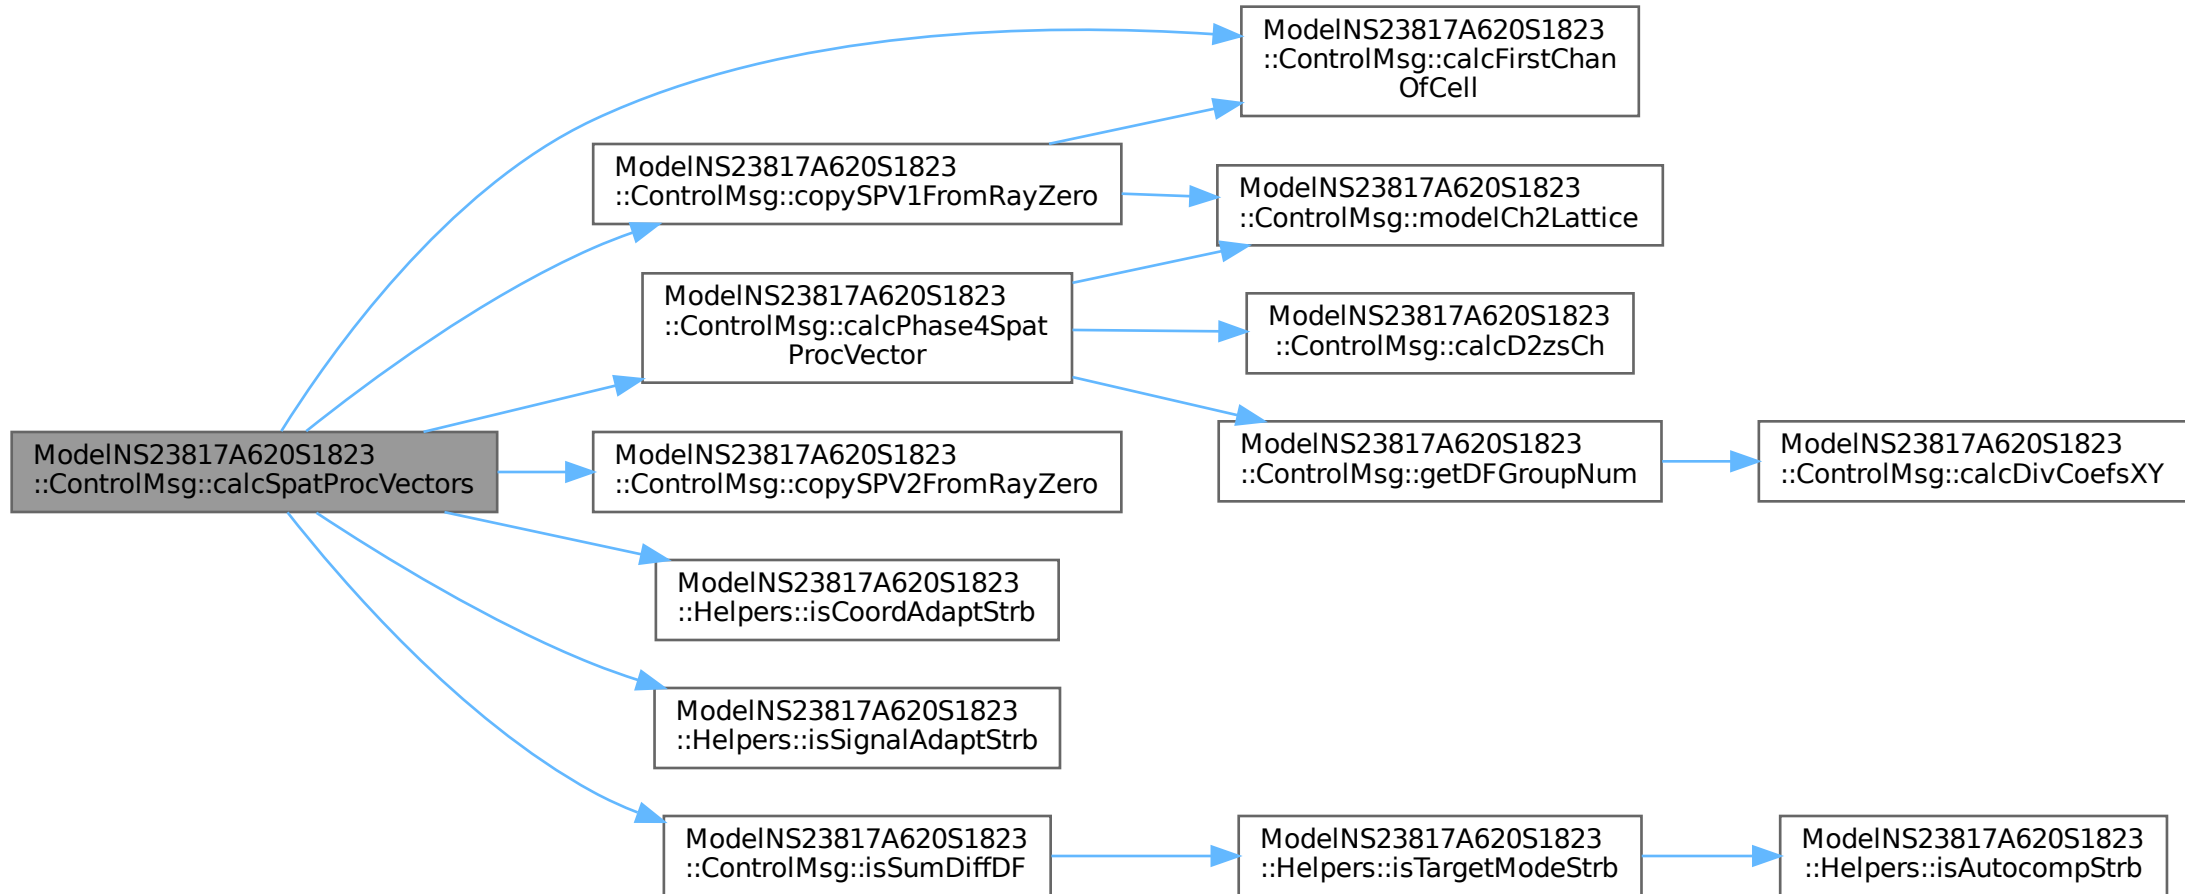 ModelNS23817A620S1823
::ControlMsg::calcSpatProcVectors
ModelNS23817A620S1823
::ControlMsg::calcFirstChan
OfCell
ModelNS23817A620S1823
::ControlMsg::copySPV1FromRayZero
ModelNS23817A620S1823
::ControlMsg::modelCh2Lattice
ModelNS23817A620S1823
::ControlMsg::calcPhase4Spat
ProcVector
ModelNS23817A620S1823
::ControlMsg::calcD2zsCh
ModelNS23817A620S1823
::ControlMsg::getDFGroupNum
ModelNS23817A620S1823
::ControlMsg::calcDivCoefsXY
ModelNS23817A620S1823
::ControlMsg::copySPV2FromRayZero
ModelNS23817A620S1823
::Helpers::isCoordAdaptStrb
ModelNS23817A620S1823
::Helpers::isSignalAdaptStrb
ModelNS23817A620S1823
::ControlMsg::isSumDiffDF
ModelNS23817A620S1823
::Helpers::isTargetModeStrb
ModelNS23817A620S1823
::Helpers::isAutocompStrb